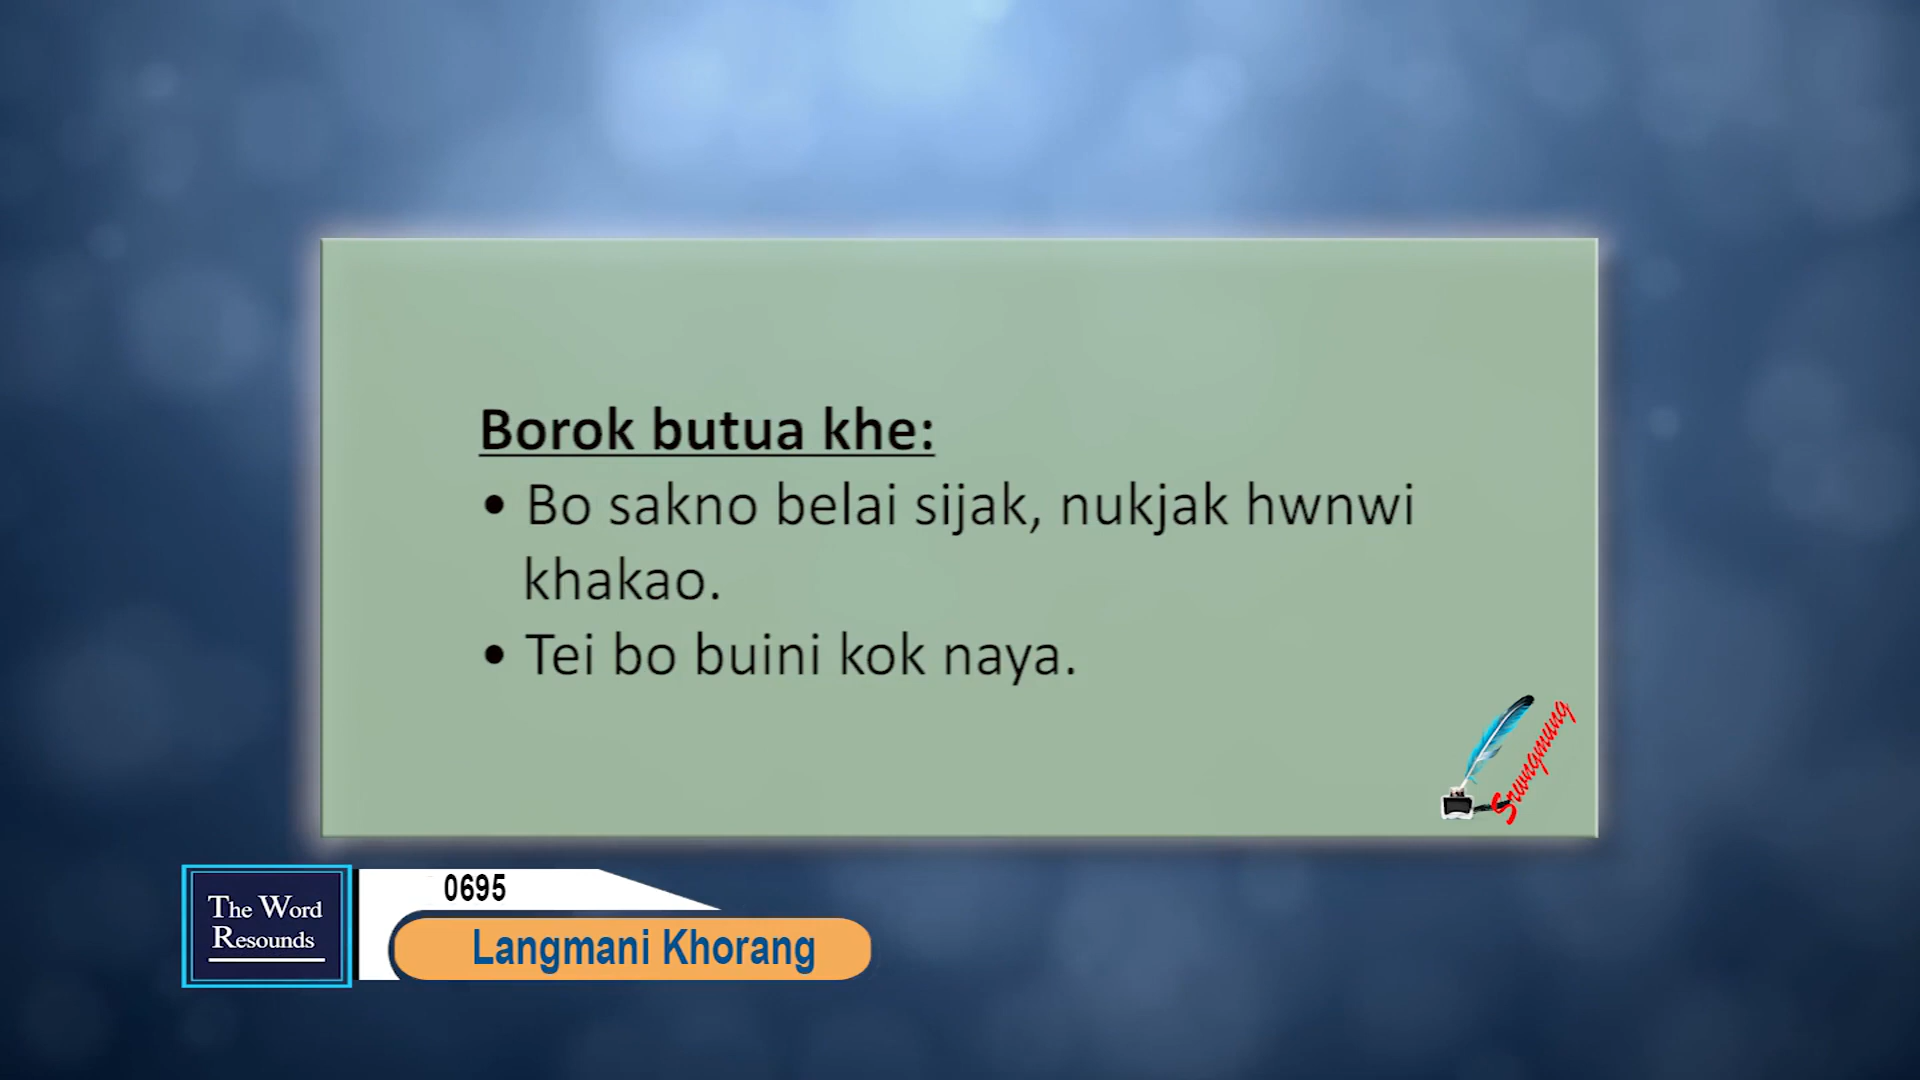 Borok butua khe:
• Bo sakno belai sijak, nukjak hwnwi
khakao.
• Tei bo buini kok naya.
Srwngmung
0695
The Word
Resounds
Langmani Khorang